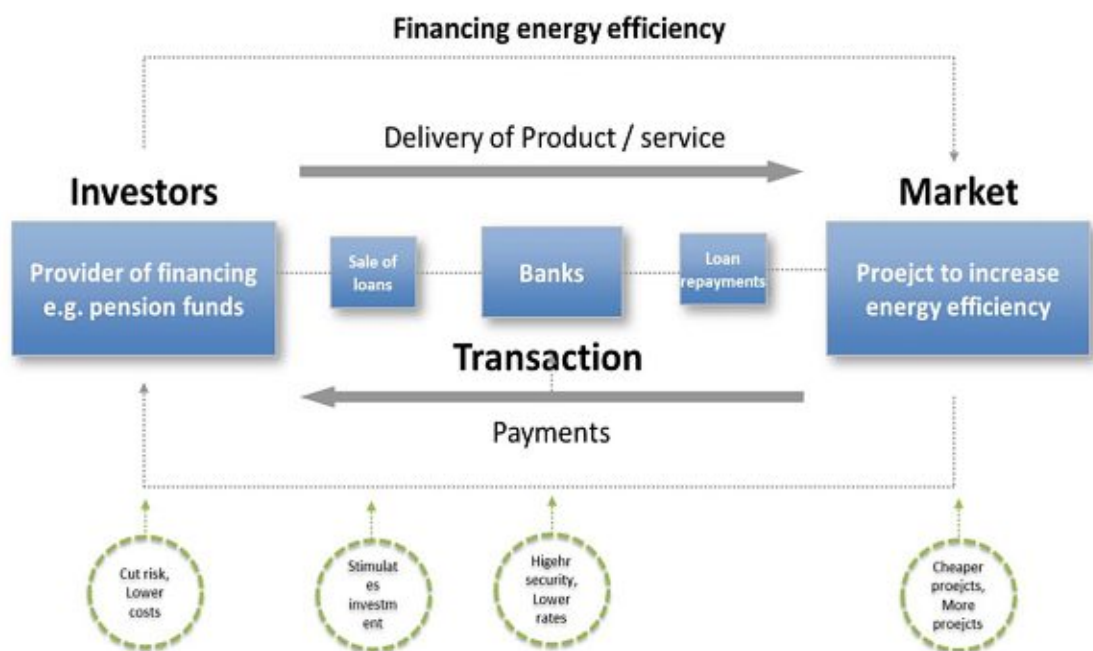 Financing energy efficiency
Delivery of Product / service
Investors
Market
Provider of financing
e.g. pension funds
Sale of
loans
Banks
Loan
repayments
Proejct to increase
energy efficiency
Transaction
Payments
Cut risk,
Lower
costs
Stimulat
es
investm
ent
Higehr
security,
Lower
rates
Cheaper
proejcts,
More
proejcts